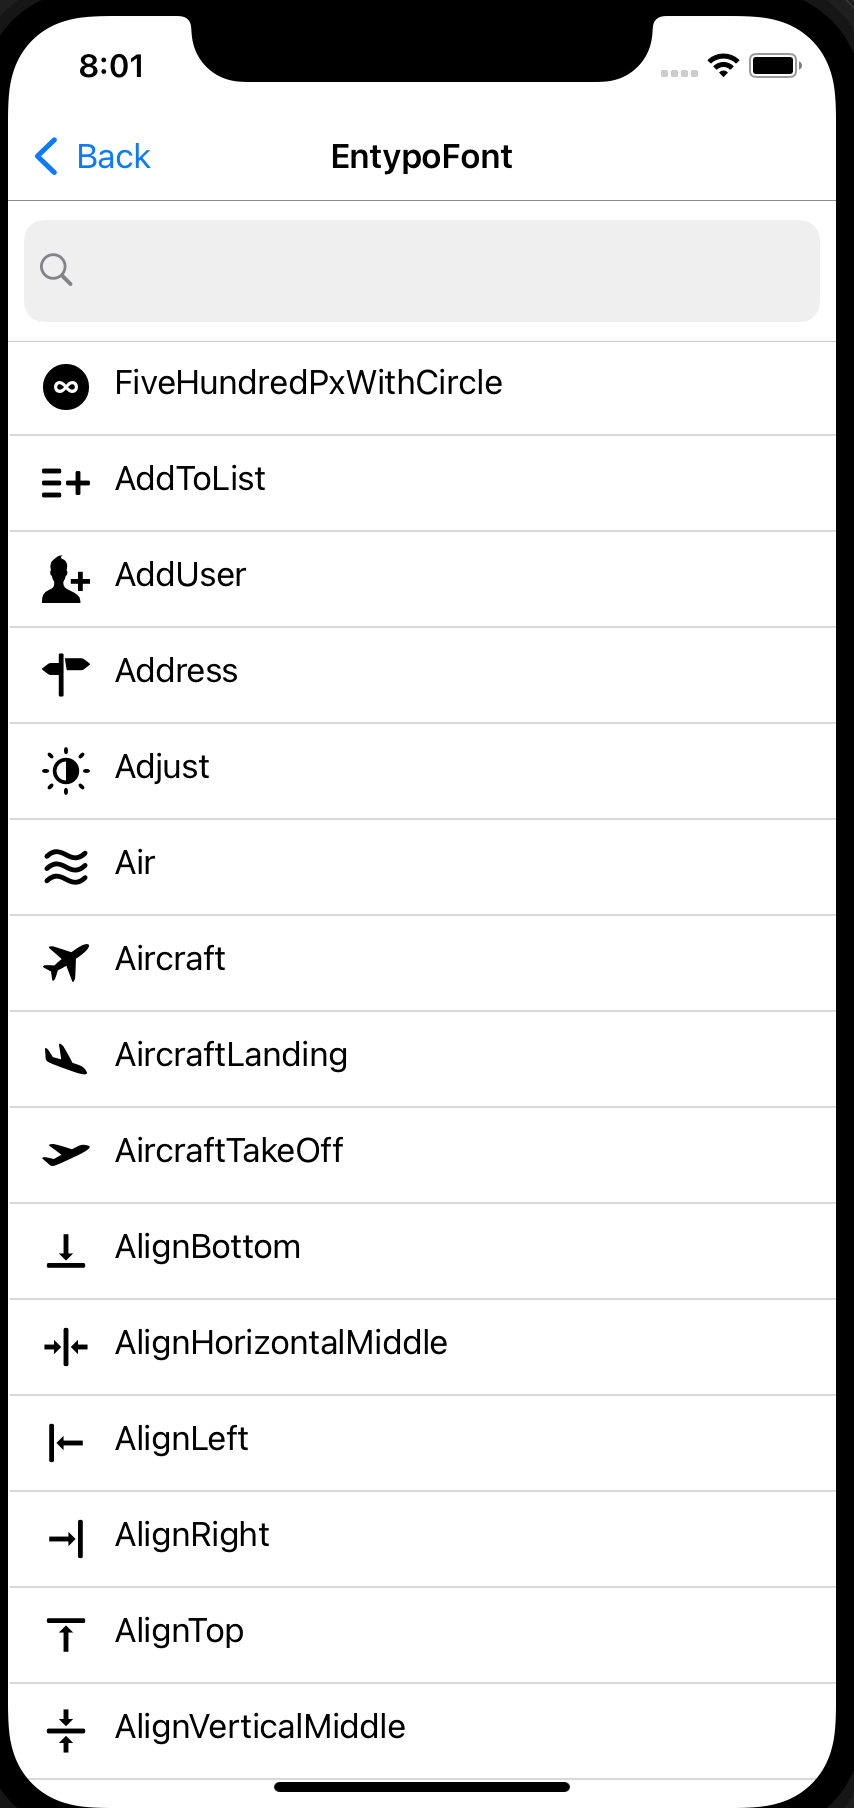 8:01
Back
EntypoFont
FiveHundredPxWithCircle
AddToList
AddUser
Address
Adjust
Air
Aircraft
AircraftLanding
AircraftTakeOff
AlignBottom
AlignHorizontalMiddle
AlignLeft
AlignRight
AlignTop
AlignVerticalMiddle